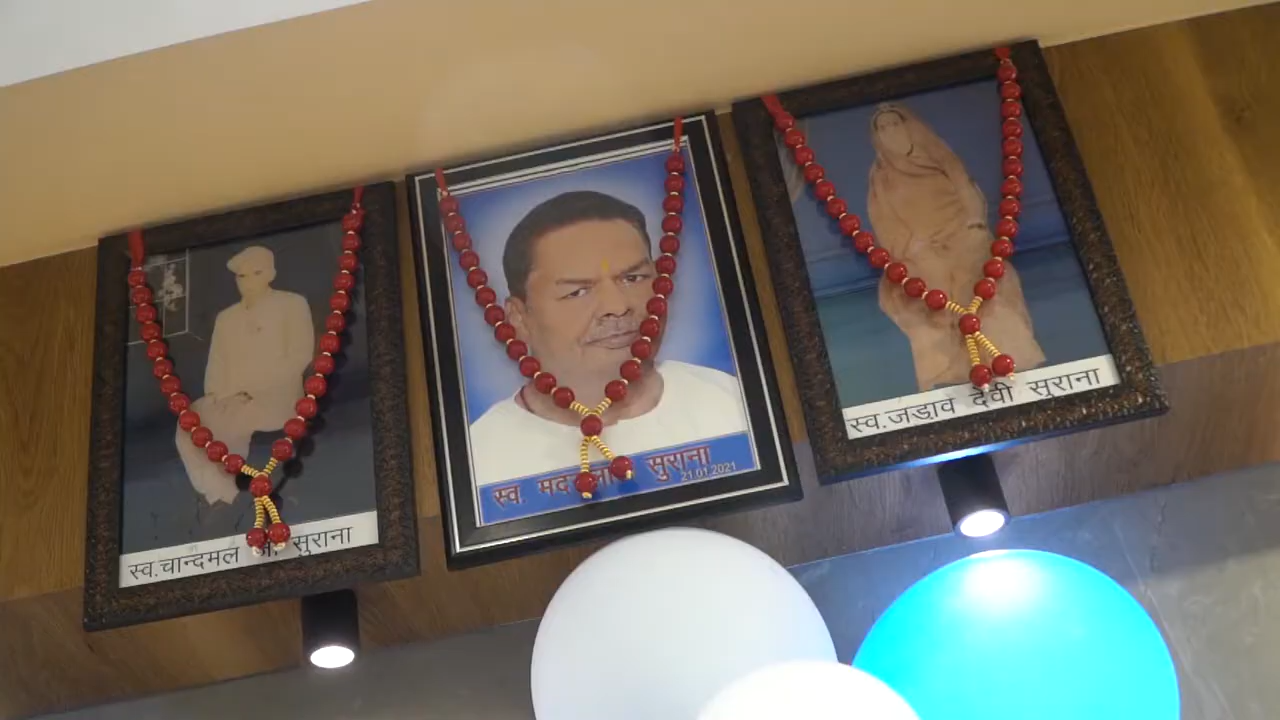 स्व.चान्दमल जी सुराना
स्व. सुराना
21.01.2021
स्व.जड़ाव देवी सुराना